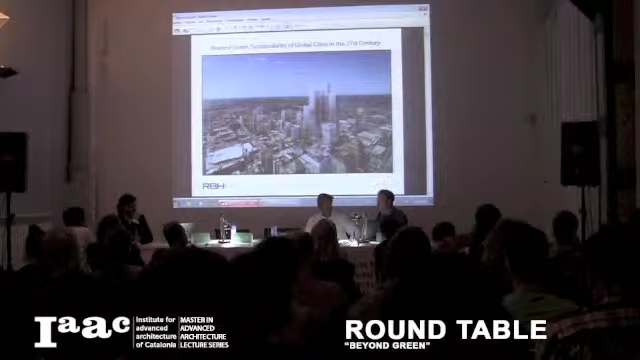 Beyond Green: Sustainability of Global Cities in the 21st Century
RBH
Iaac
Institute for
advanced
architecture
of Catalonia
MASTER IN
ADVANCED
ARCHITECTURE
LECTURE SERIES
ROUND TABLE
"BEYOND GREEN"